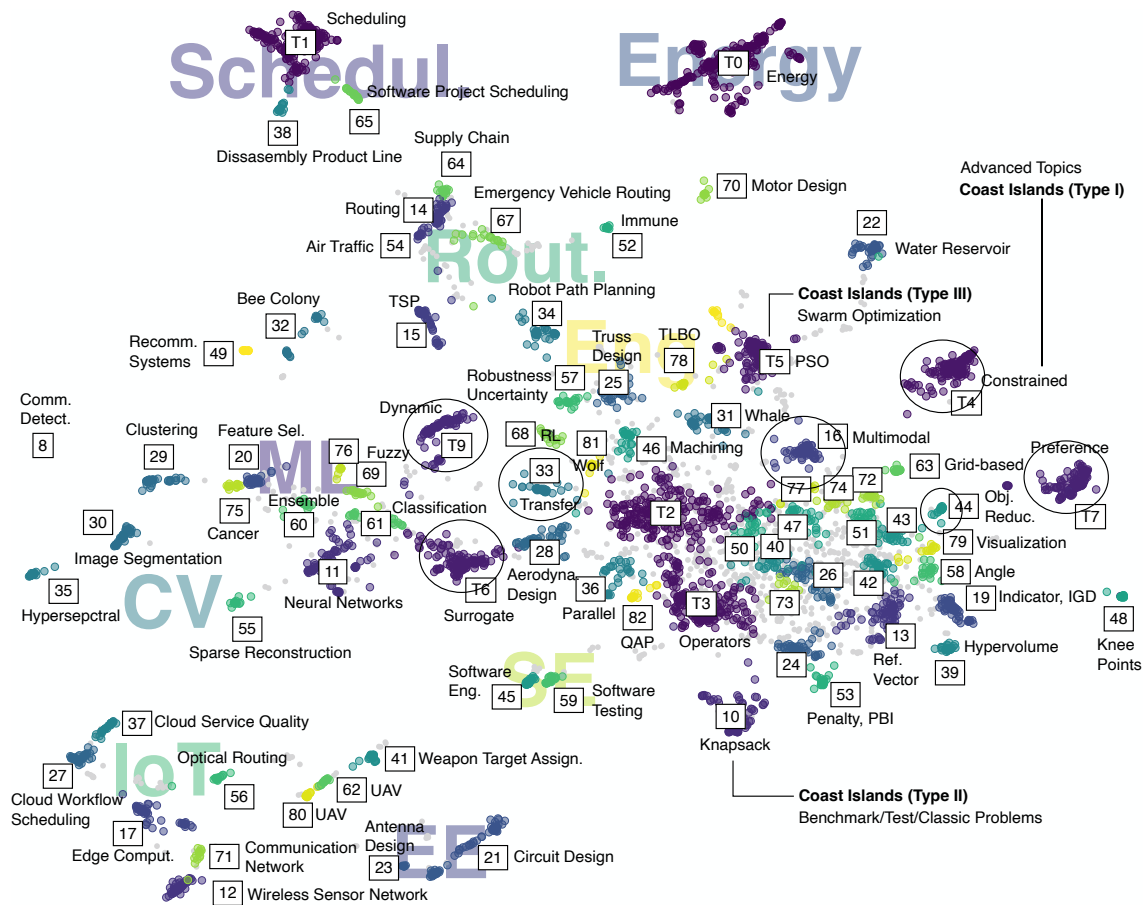 Scheduling
T1
Schedul.
Software Project Scheduling
65
38
Dissasembly Product Line
Energy
T0
Energy
Supply Chain
64
Routing
14
Emergency Vehicle Routing
67
Air Traffic
54
Rout.
Immune
52
70
Motor Design
Advanced Topics
Coast Islands (Type I)
22
Water Reservoir
Bee Colony
32
TSP
15
Robot Path Planning
34
Coast Islands (Type III)
Swarm Optimization
Recomm.
Systems
49
Eng
Truss
Design
25
TLBO
78
T5
PSO
Robustness
Uncertainty
57
Constrained
T4
Comm.
Detect.
8
Clustering
29
Feature Sel.
20
ML
76
Fuzzy
69
Dynamic
T9
68
RL
81
Wolf
46
Machining
31
Whale
16
Multimodal
63
Grid-based
Preference
T7
33
Transfer
75
Cancer
Ensemble
60
61
Classification
77
74
72
44
Obj.
Reduc.
T2
47
51
43
79
Visualization
30
Image Segmentation
11
Neural Networks
T6
Surrogate
28
Aerodyna.
Design
50
40
26
42
58
Angle
35
Hypersepctral
CV
55
Sparse Reconstruction
36
Parallel
82
QAP
T3
Operators
73
13
Ref.
Vector
19
Indicator, IGD
48
Knee
Points
24
39
Hypervolume
53
Penalty, PBI
SE
Software
Eng.
45
59
Software
Testing
10
Knapsack
37
Cloud Service Quality
IoT
27
Cloud Workflow
Scheduling
Optical Routing
56
41
Weapon Target Assign.
62
UAV
80
UAV
Coast Islands (Type II)
Benchmark/Test/Classic Problems
17
Edge Comput.
71
Communication
Network
12
Wireless Sensor Network
Antenna
Design
23
EE
21
Circuit Design